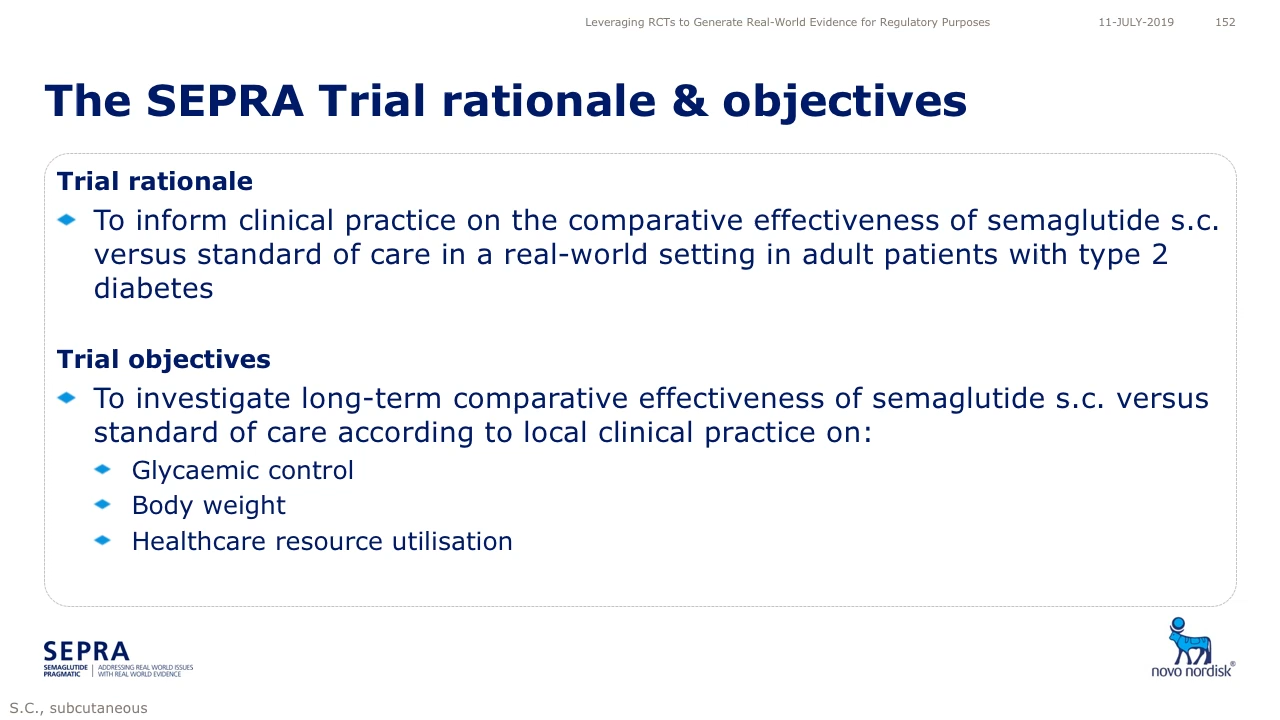 Leveraging RCTs to Generate Real-World Evidence for Regulatory Purposes 11-JULY-2019 152
The SEPRA Trial rationale & objectives
Trial rationale
To inform clinical practice on the comparative effectiveness of semaglutide s.c.
versus standard of care in a real-world setting in adult patients with type 2
diabetes
Trial objectives
To investigate long-term comparative effectiveness of semaglutide s.c. versus
standard of care according to local clinical practice on:
Glycaemic control
Body weight
Healthcare resource utilisation
SEPRA
SEMAGLUTIDE
PRAGMATIC
ADDRESSING REAL WORLD ISSUES
WITH REAL WORLD EVIDENCE
novo nordisk®
S.C., subcutaneous